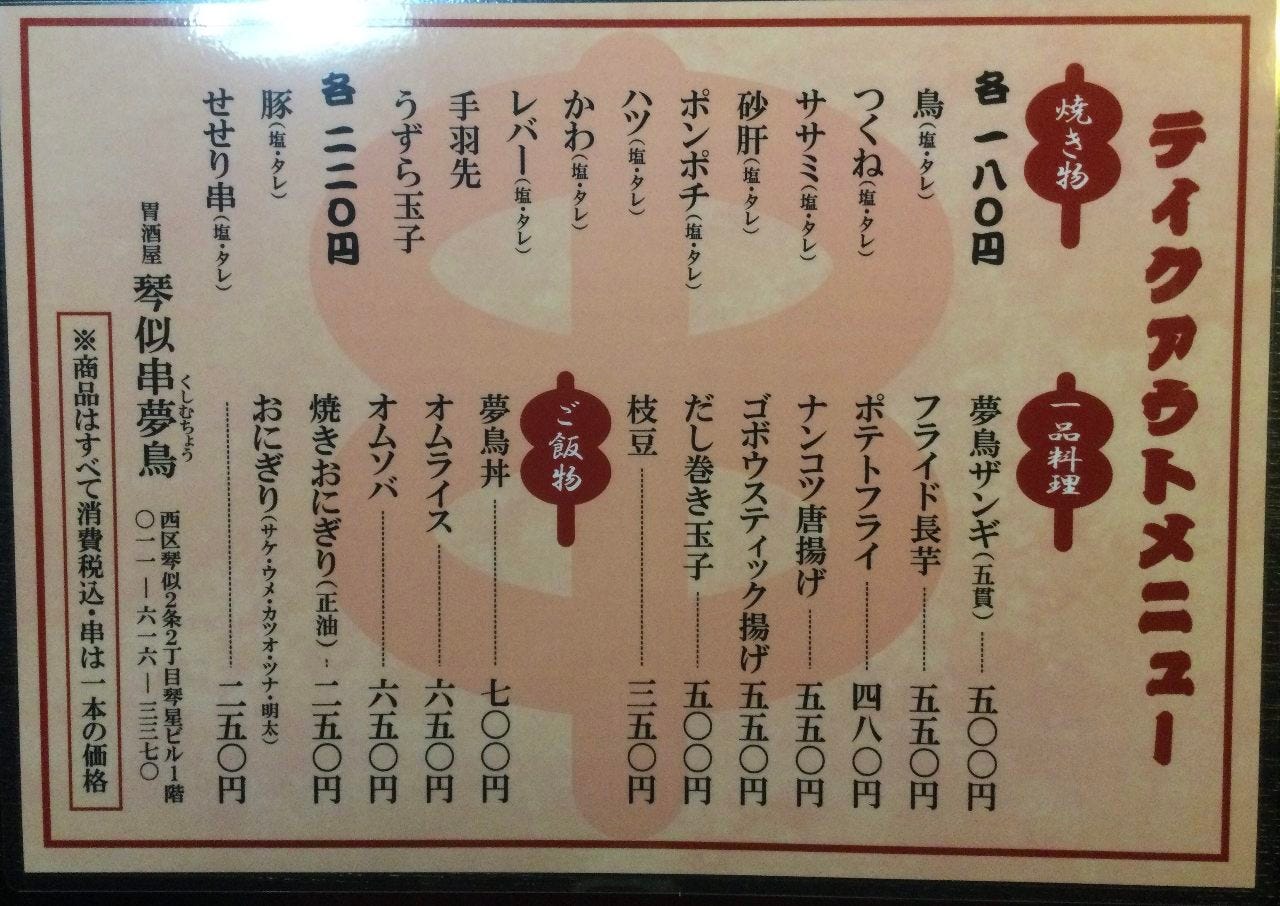 テイクアウトメニュー
焼き物
各 一八〇円
鳥(塩・タレ)
つくね(塩・タレ)
ササミ(塩・タレ)
砂肝(塩・タレ)
ポンポチ(塩・タレ)
ハツ(塩・タレ)
かわ(塩・タレ)
レバー(塩・タレ)
手羽先
うずら玉子
各 二二〇円
豚(塩・タレ)
せせり串(塩・タレ)
一品料理
夢鳥ザンギ(五貫) 五〇〇円
フライド長芋 五五〇円
ポテトフライ 四八〇円
ナンコツ唐揚げ 五五〇円
ゴボウスティック揚げ 五五〇円
だし巻き玉子 五〇〇円
枝豆 三五〇円
ご飯物
夢鳥丼 七〇〇円
オムライス 六五〇円
オムソバ 六五〇円
焼きおにぎり(正油) 二五〇円
おにぎり(サケ・ウメ・カツオ・ツナ・明太)
二五〇円
胃酒屋 琴似串夢鳥
くしむちょう
西区琴似2条2丁目琴星ビル1階
〇一一―六一六―三三七〇
※商品はすべて消費税込・串は一本の価格